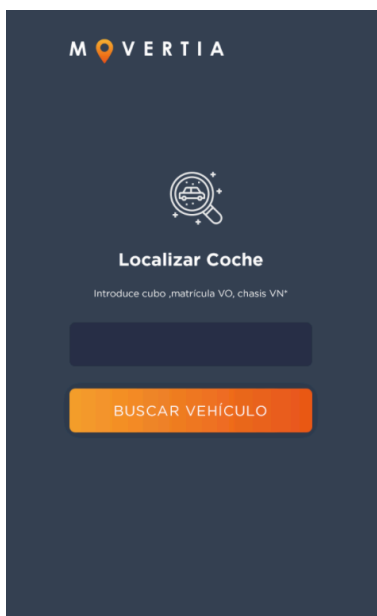 MOVERTIA
Localizar Coche
Introduce cubo ,matrícula VO, chasis VN*
BUSCAR VEHÍCULO